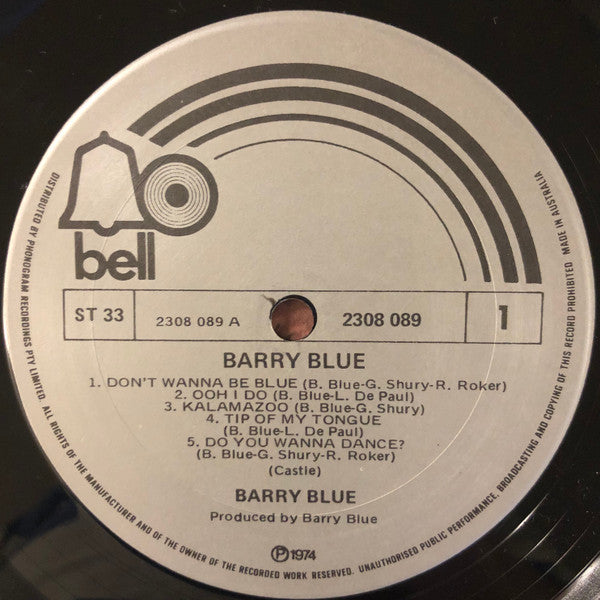 bell
ST 33
2308 089 A
2308 089
1
BARRY BLUE
1. DON'T WANNA BE BLUE (B. Blue-G. Shury-R. Roker)
2. OOH I DO (B. Blue-L. De Paul)
3. KALAMAZOO (B. Blue-G. Shury)
4. TIP OF MY TONGUE
(B. Blue-L. De Paul)
5. DO YOU WANNA DANCE?
(B. Blue-G. Shury-R. Roker)
(Castle)
BARRY BLUE
Produced by Barry Blue
Ⓟ1974
DISTRIBUTED BY PHONOGRAM RECORDINGS PTY LIMITED. ALL RIGHTS OF THE MANUFACTURER AND OF THE OWNER OF THE RECORDED WORK RESERVED. UNAUTHORISED PUBLIC PERFORMANCE, BROADCASTING AND COPYING OF THIS RECORD PROHIBITED MADE IN AUSTRALIA